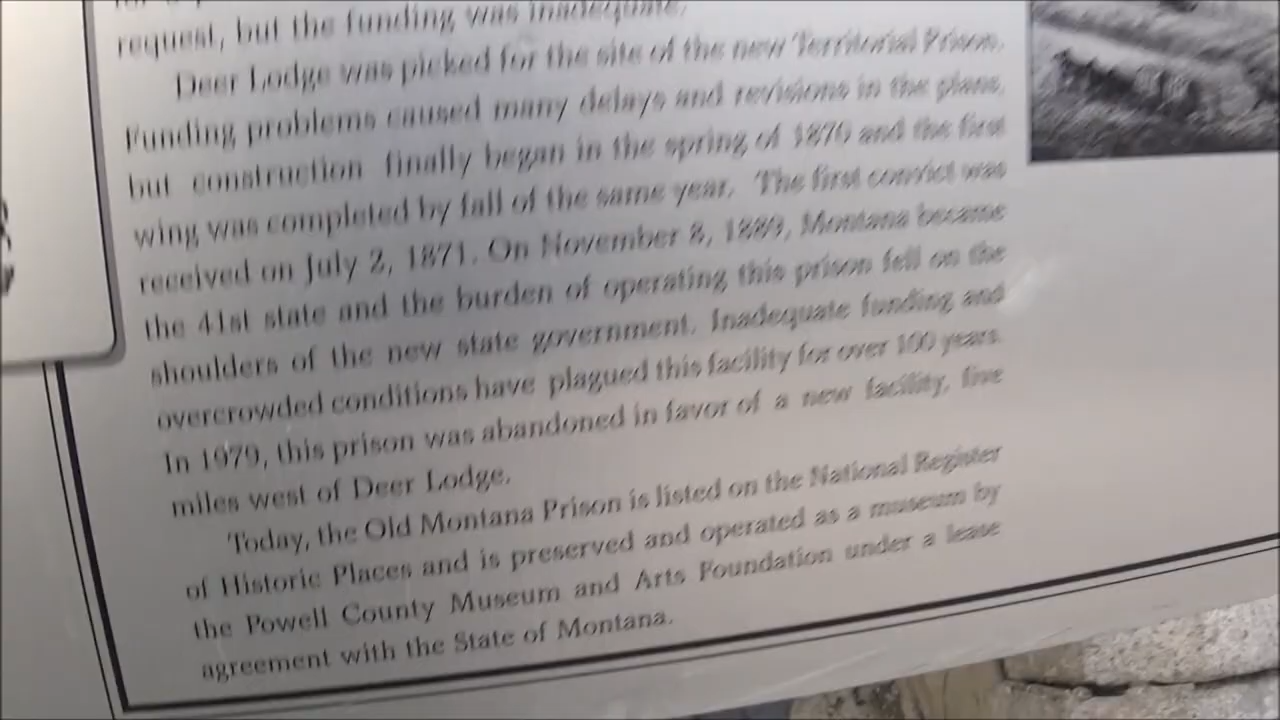 request, but the funding was inadequate.
Deer Lodge was picked for the site of the new Territorial Prison.
Funding problems caused many delays and revisions in the plans,
but construction finally began in the spring of 1870 and the first
wing was completed by fall of the same year. The first convict was
received on July 2, 1871. On November 8, 1889, Montana became
the 41st state and the burden of operating this prison fell on the
shoulders of the new state government. Inadequate funding and
overcrowded conditions have plagued this facility for over 100 years.
In 1979, this prison was abandoned in favor of a new facility, five
miles west of Deer Lodge.
Today, the Old Montana Prison is listed on the National Register
of Historic Places and is preserved and operated as a museum by
the Powell County Museum and Arts Foundation under a lease
agreement with the State of Montana.